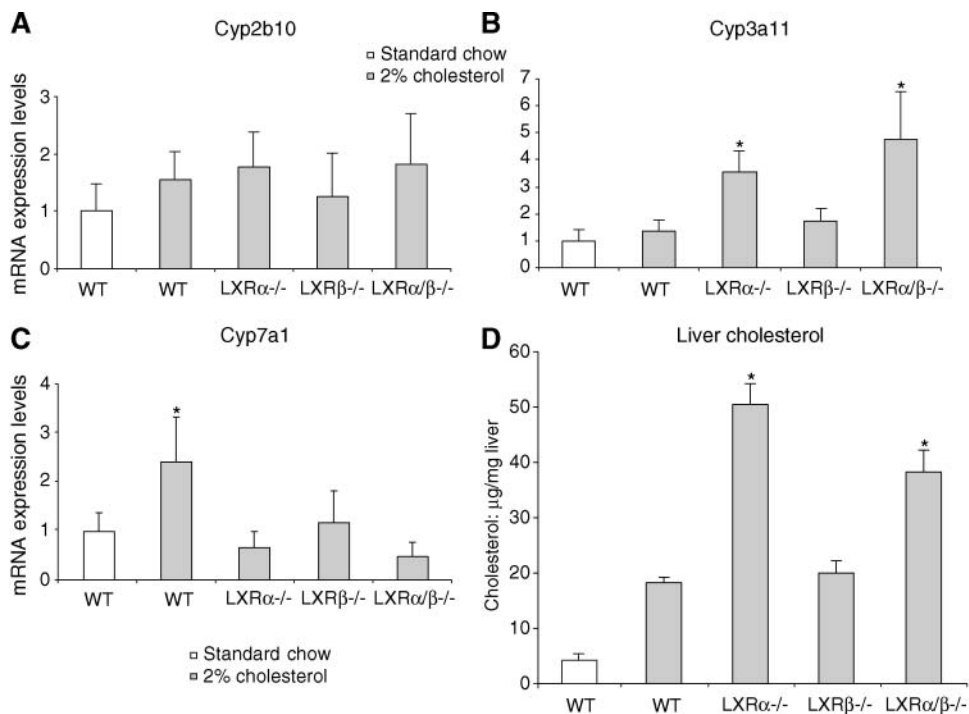 A
Cyp2b10
Standard chow
2% cholesterol
mRNA expression levels
3
2
1
0
WT
WT
LXRα-/-
LXRβ-/-
LXRα/β-/-
B
Cyp3a11
7
6
5
4
3
2
1
0
*
*
WT
WT
LXRα-/-
LXRβ-/-
LXRα/β-/-
C
Cyp7a1
mRNA expression levels
4
3
2
1
0
*
WT
WT
LXRα-/-
LXRβ-/-
LXRα/β-/-
Standard chow
2% cholesterol
D
Liver cholesterol
Cholesterol: μg/mg liver
60
50
40
30
20
10
0
*
*
WT
WT
LXRα-/-
LXRβ-/-
LXRα/β-/-